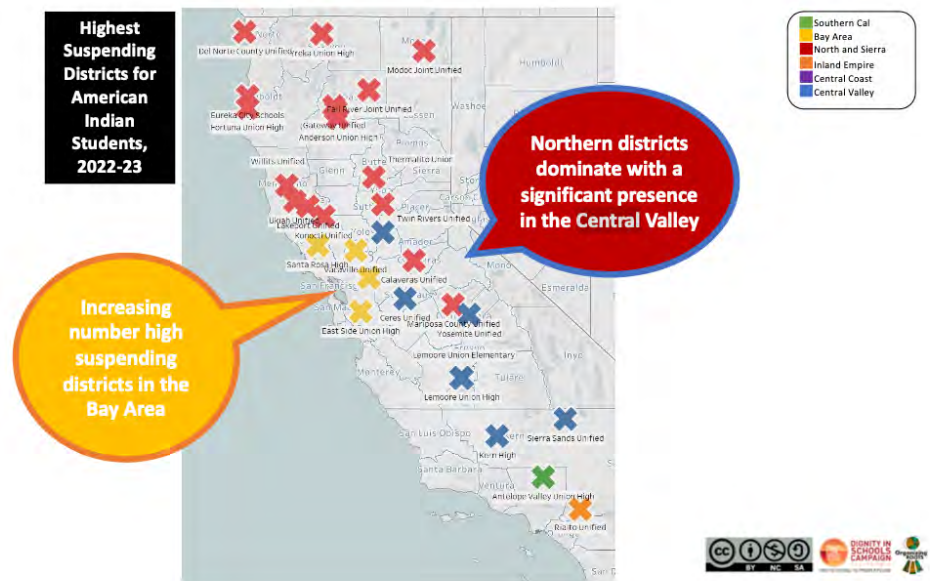 Highest
Suspending
Districts for
American
Indian
Students,
2022-23
Southern Cal
Bay Area
North and Sierra
Inland Empire
Central Coast
Central Valley
Northern districts
dominate with a
significant presence
in the Central Valley
Increasing
number high
suspending
districts in the
Bay Area
Del Norte County Unified
Modoc Joint Unified
Humboldt
Eureka City Schools
Fortuna Union High
Fall River Joint Unified
Gateway Unified
Anderson Union High
Washoe
Willits Unified
Glenn
Butte
Thermalito Union
Sierra
Placer
Twin Rivers Unified
Ukiah Unified
Lakeport Unified
Konocti Unified
Yolo
Amador
Santa Rosa High
Vacaville Unified
Calaveras Unified
Mono
Esmeralda
East Side Union High
Ceres Unified
Mariposa County Unified
Yosemite Unified
Inyo
Lemoore Union Elementary
Monterey
Tulare
Lemoore Union High
San Luis Obispo
Kern High
Sierra Sands Unified
Santa Barbara
Ventura
Antelope Valley Union High
Rialto Unified
San D
cc
BY NC SA
DIGNITY IN
SCHOOLS
CAMPAIGN
Organizing
Roots